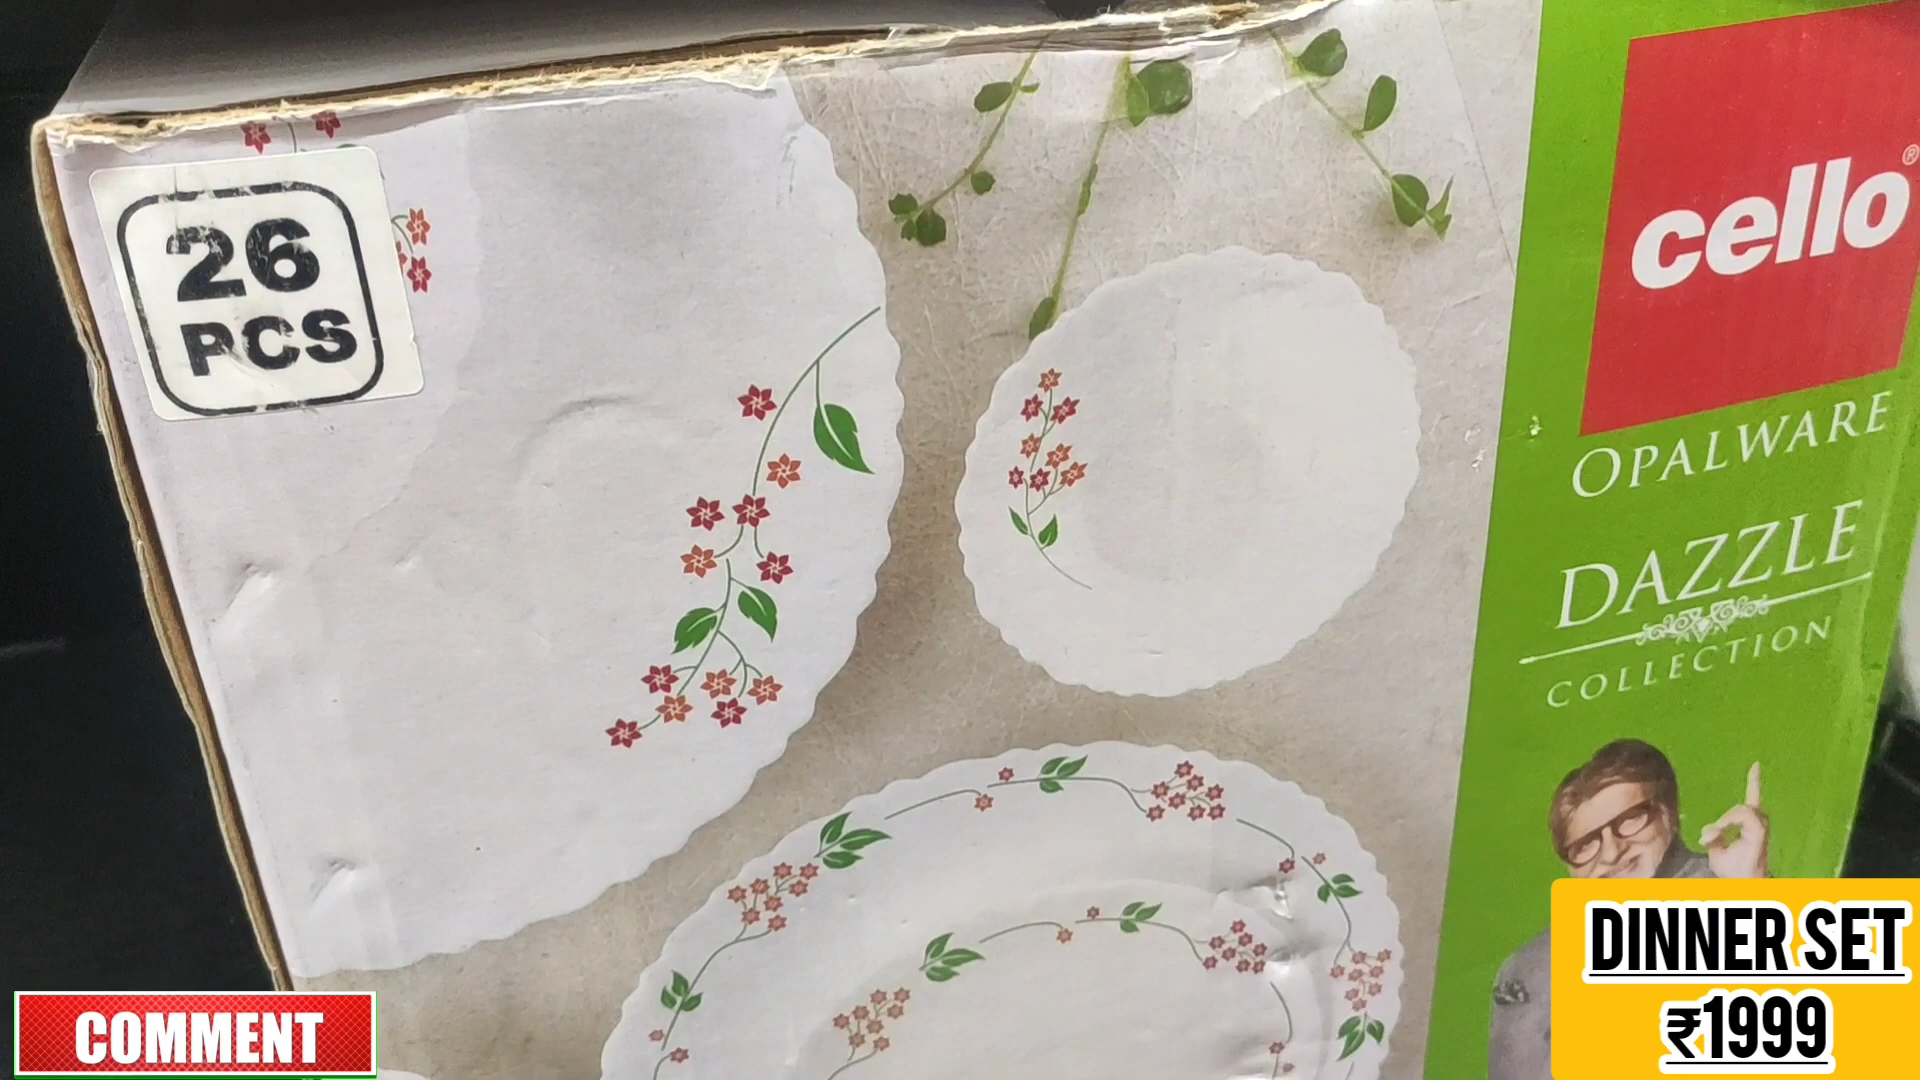 26
PCS
cello®
OPALWARE
DAZZLE
COLLECTION
DINNER SET
₹1999
COMMENT